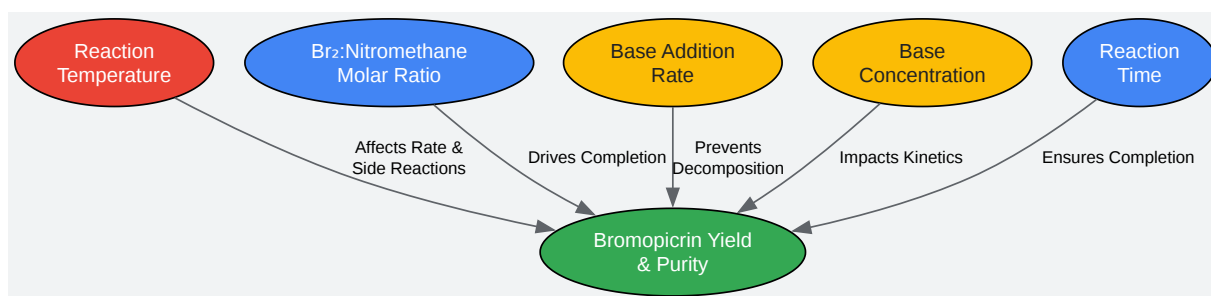 Reaction
Temperature
Br₂:Nitromethane
Molar Ratio
Base Addition
Rate
Base
Concentration
Reaction
Time
Affects Rate &
Side Reactions
Drives Completion
Prevents
Decomposition
Impacts Kinetics
Ensures Completion
Bromopicrin Yield
& Purity